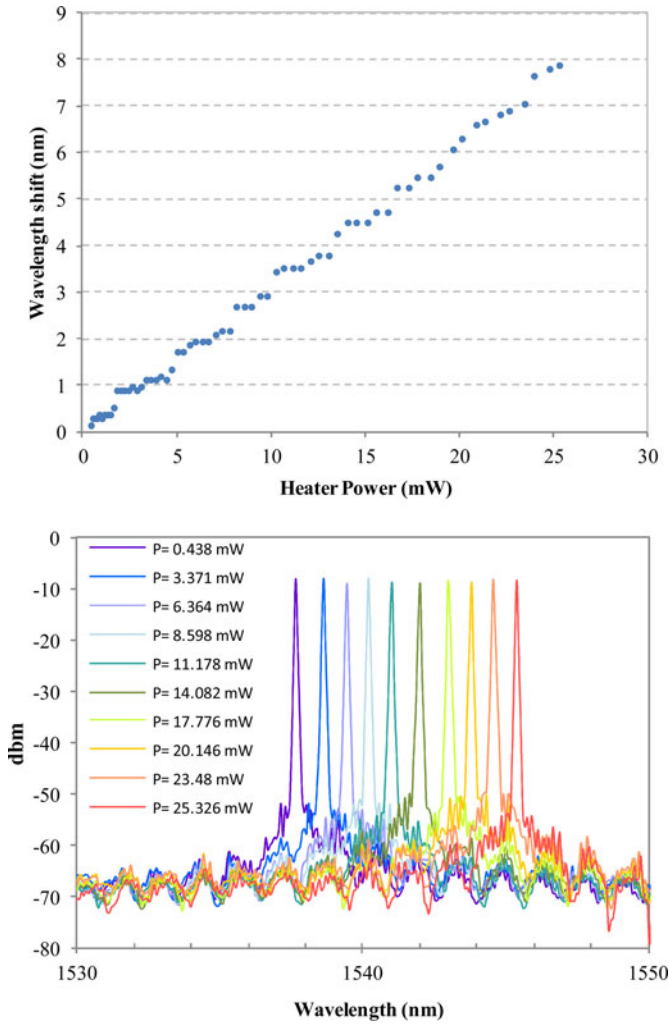 9
8
7
6
5
4
3
2
1
0
Wavelength shift (nm)
0 5 10 15 20 25 30
Heater Power (mW)
0
-10
-20
-30
-40
-50
-60
-70
-80
dbm
P= 0.438 mW
P= 3.371 mW
P= 6.364 mW
P= 8.598 mW
P= 11.178 mW
P= 14.082 mW
P= 17.776 mW
P= 20.146 mW
P= 23.48 mW
P= 25.326 mW
1530 1540 1550
Wavelength (nm)